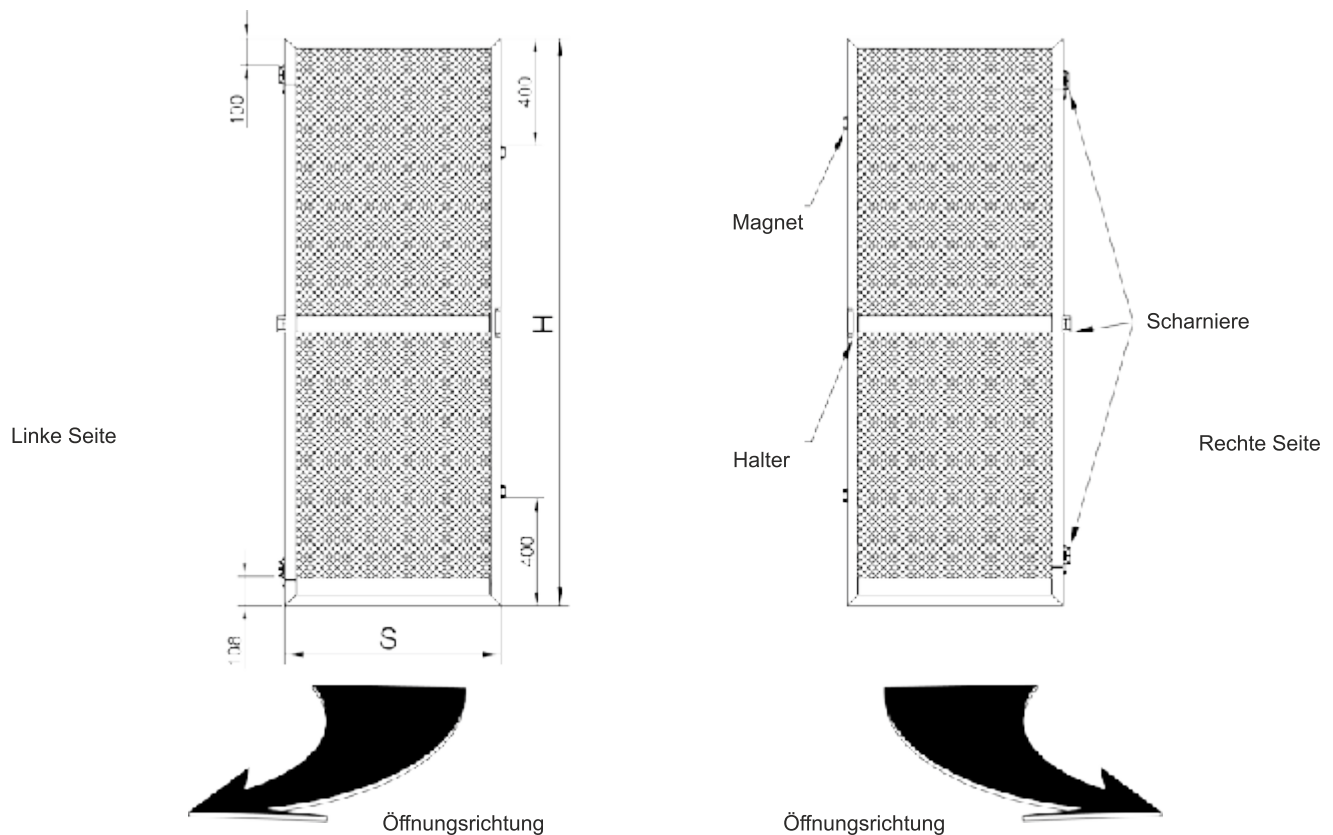 100
400
H
400
108
S
Linke Seite
Magnet
Halter
Scharniere
Rechte Seite
Öffnungsrichtung
Öffnungsrichtung